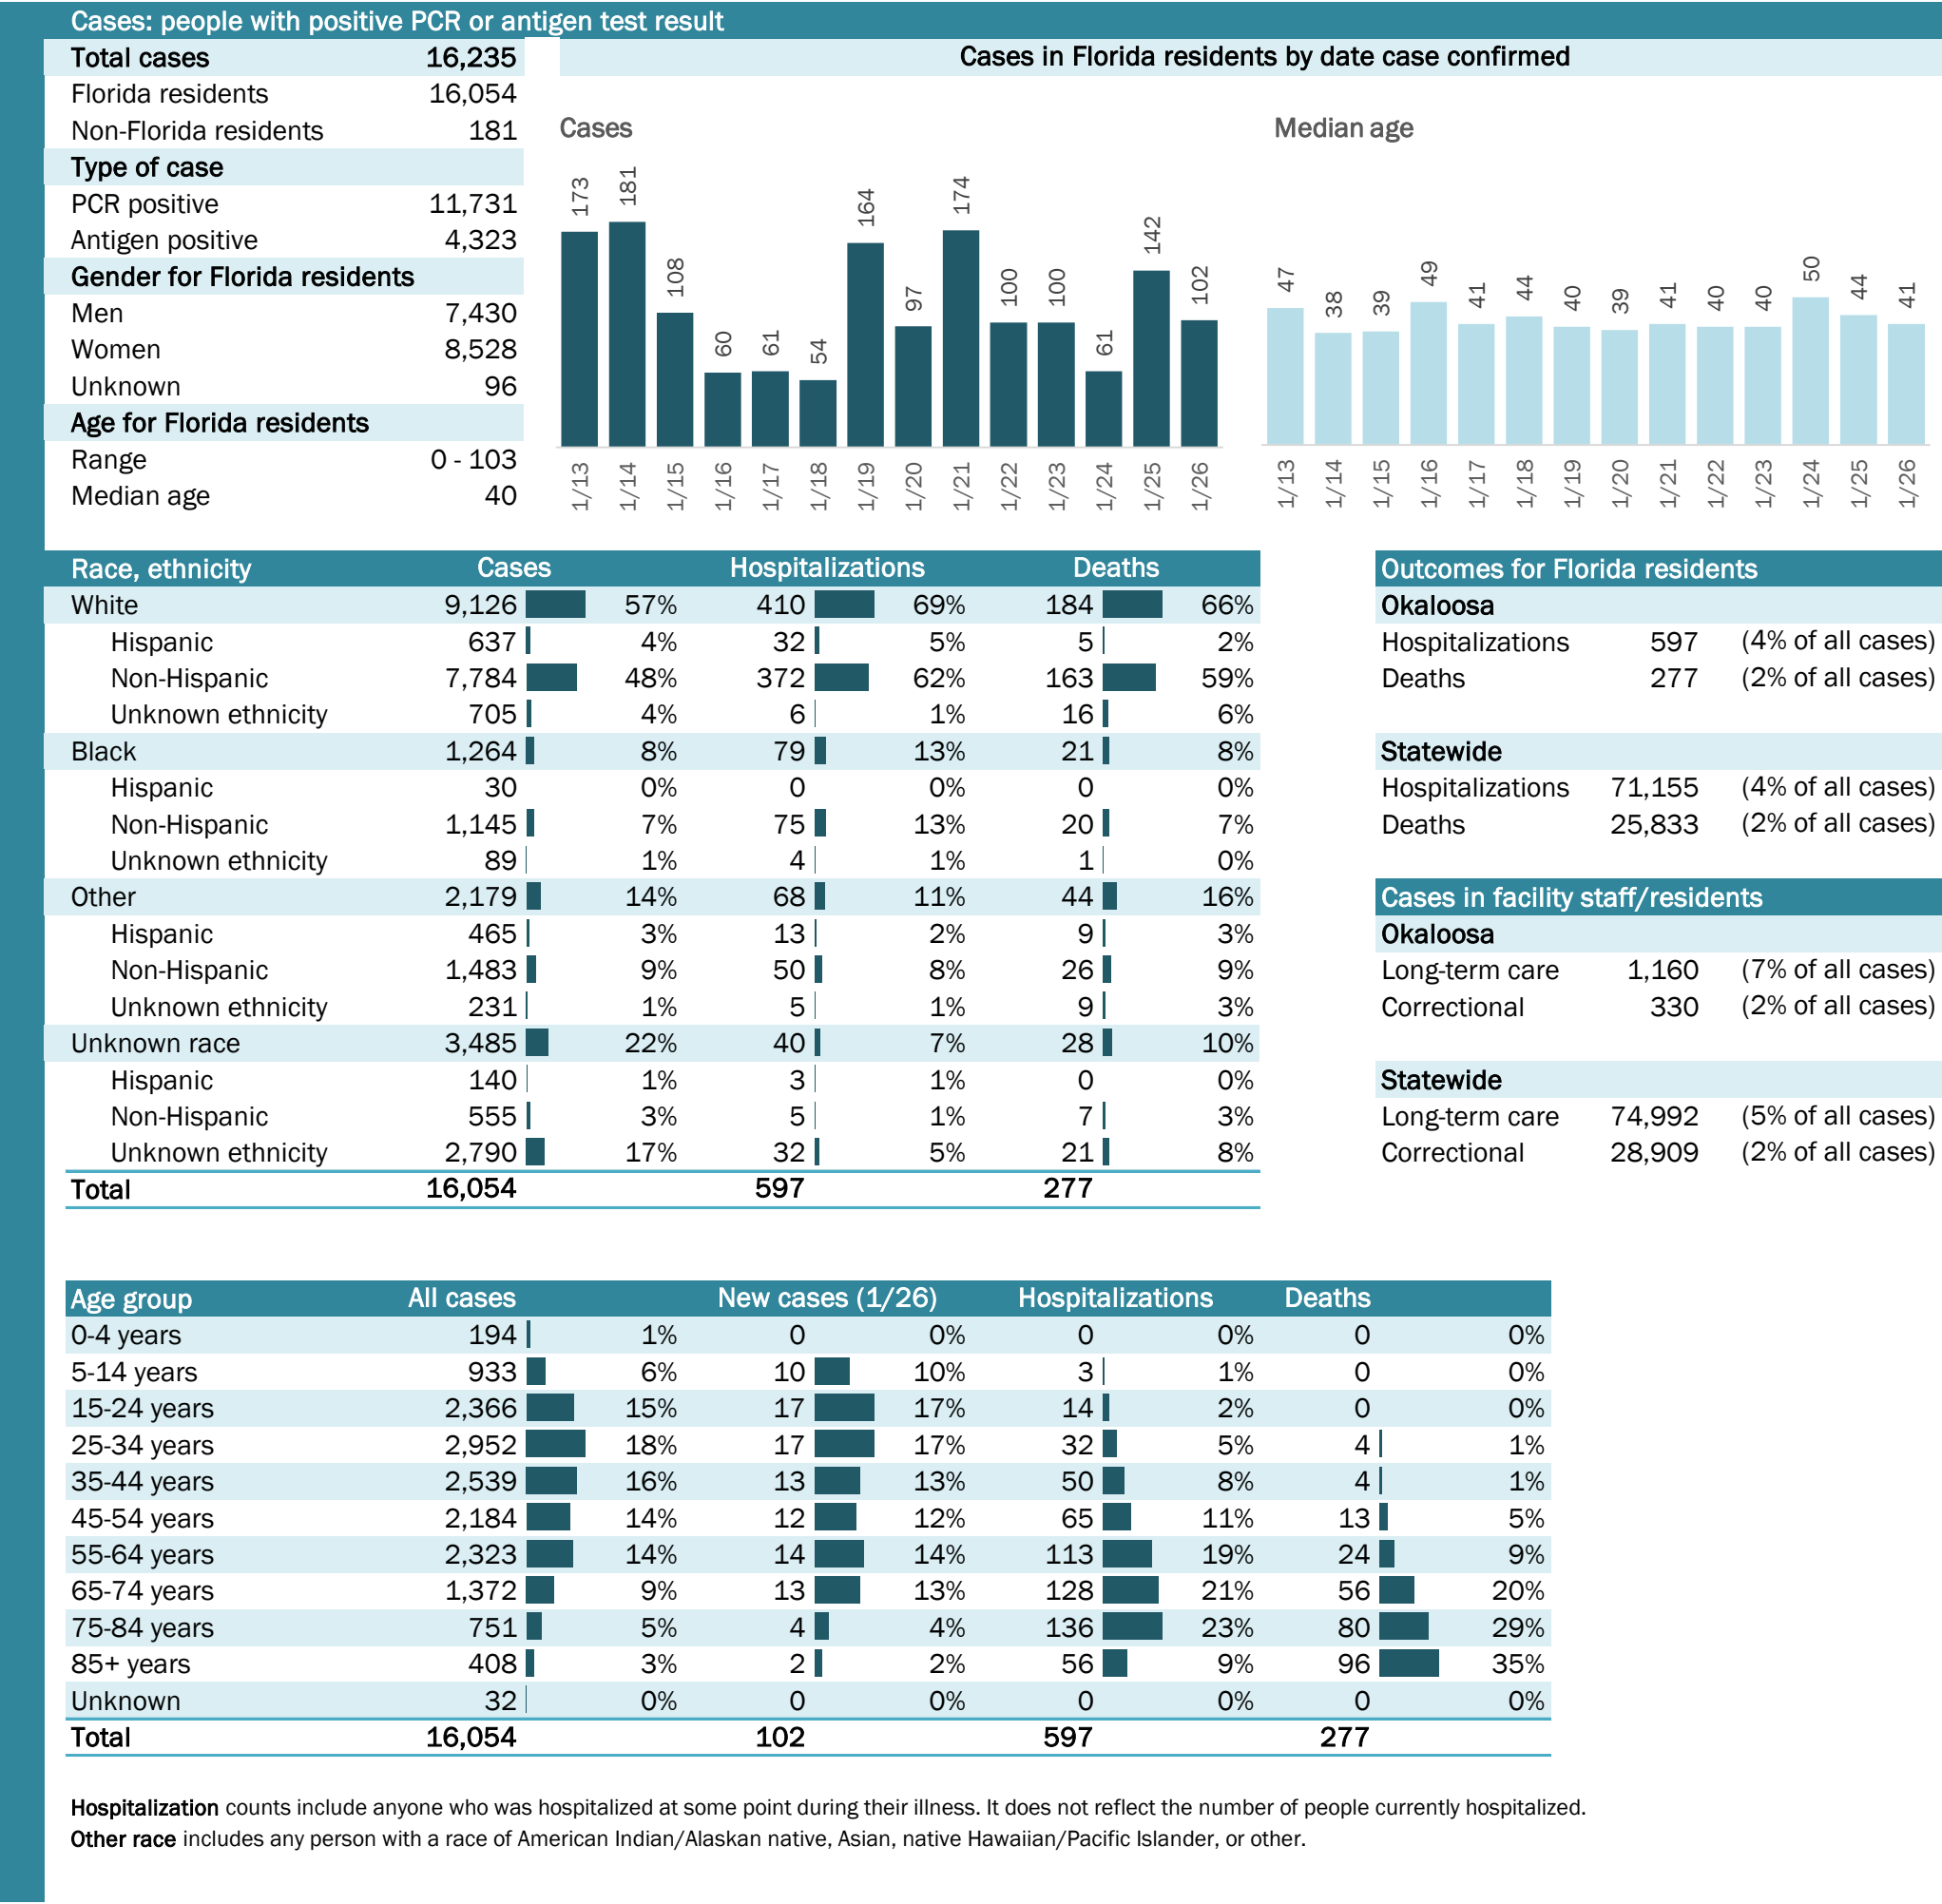 Cases: people with positive PCR or antigen test result
Total cases 16,235
Florida residents 16,054
Non-Florida residents 181
Type of case
PCR positive 11,731
Antigen positive 4,323
Gender for Florida residents
Men 7,430
Women 8,528
Unknown 96
Age for Florida residents
Range 0 - 103
Median age 40
Cases in Florida residents by date case confirmed
Cases
173 181 108 60 61 54 164 97 174 100 100 61 142 102
1/13 1/14 1/15 1/16 1/17 1/18 1/19 1/20 1/21 1/22 1/23 1/24 1/25 1/26
Median age
47 38 39 49 41 44 40 39 41 40 40 50 44 41
1/13 1/14 1/15 1/16 1/17 1/18 1/19 1/20 1/21 1/22 1/23 1/24 1/25 1/26
Race, ethnicity Cases Hospitalizations Deaths
White 9,126 57% 410 69% 184 66%
Hispanic 637 4% 32 5% 5 2%
Non-Hispanic 7,784 48% 372 62% 163 59%
Unknown ethnicity 705 4% 6 1% 16 6%
Black 1,264 8% 79 13% 21 8%
Hispanic 30 0% 0 0% 0 0%
Non-Hispanic 1,145 7% 75 13% 20 7%
Unknown ethnicity 89 1% 4 1% 1 0%
Other 2,179 14% 68 11% 44 16%
Hispanic 465 3% 13 2% 9 3%
Non-Hispanic 1,483 9% 50 8% 26 9%
Unknown ethnicity 231 1% 5 1% 9 3%
Unknown race 3,485 22% 40 7% 28 10%
Hispanic 140 1% 3 1% 0 0%
Non-Hispanic 555 3% 5 1% 7 3%
Unknown ethnicity 2,790 17% 32 5% 21 8%
Total 16,054 597 277
Outcomes for Florida residents
Okaloosa
Hospitalizations 597 (4% of all cases)
Deaths 277 (2% of all cases)
Statewide
Hospitalizations 71,155 (4% of all cases)
Deaths 25,833 (2% of all cases)
Cases in facility staff/residents
Okaloosa
Long-term care 1,160 (7% of all cases)
Correctional 330 (2% of all cases)
Statewide
Long-term care 74,992 (5% of all cases)
Correctional 28,909 (2% of all cases)
Age group All cases New cases (1/26) Hospitalizations Deaths
0-4 years 194 1% 0 0% 0 0% 0 0%
5-14 years 933 6% 10 10% 3 1% 0 0%
15-24 years 2,366 15% 17 17% 14 2% 0 0%
25-34 years 2,952 18% 17 17% 32 5% 4 1%
35-44 years 2,539 16% 13 13% 50 8% 4 1%
45-54 years 2,184 14% 12 12% 65 11% 13 5%
55-64 years 2,323 14% 14 14% 113 19% 24 9%
65-74 years 1,372 9% 13 13% 128 21% 56 20%
75-84 years 751 5% 4 4% 136 23% 80 29%
85+ years 408 3% 2 2% 56 9% 96 35%
Unknown 32 0% 0 0% 0 0% 0 0%
Total 16,054 102 597 277
Hospitalization counts include anyone who was hospitalized at some point during their illness. It does not reflect the number of people currently hospitalized.
Other race includes any person with a race of American Indian/Alaskan native, Asian, native Hawaiian/Pacific Islander, or other.